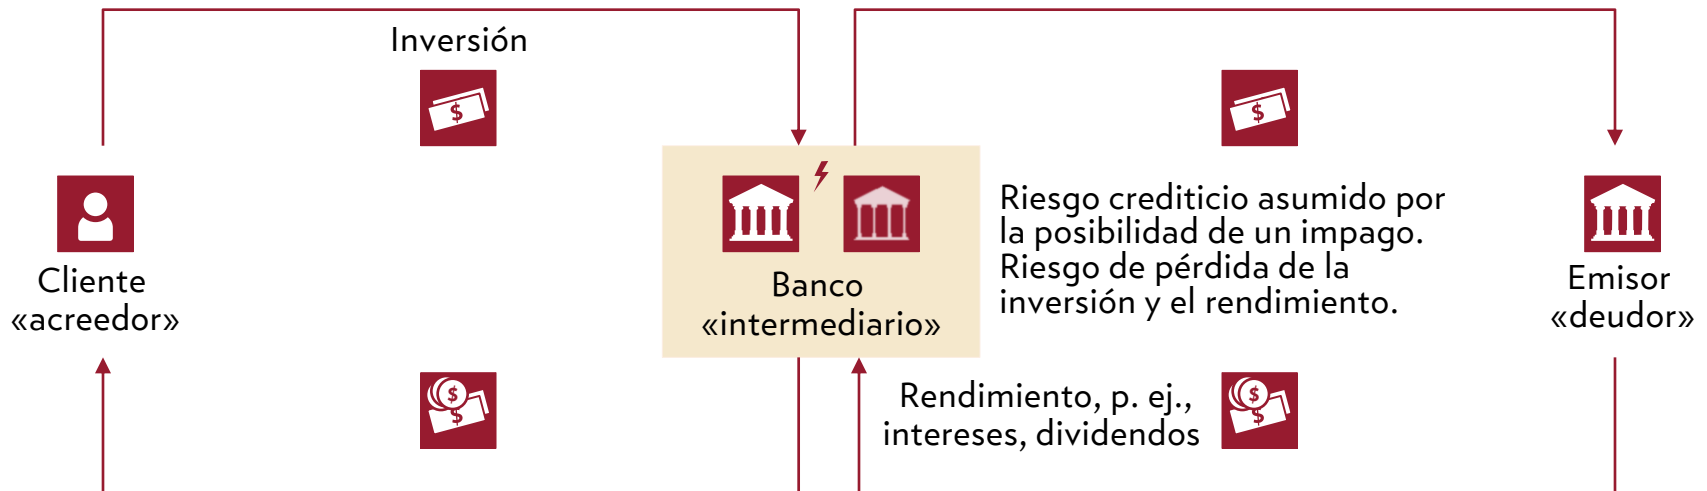 Inversión
Cliente
«acreedor»
Banco
«intermediario»
Riesgo crediticio asumido por
la posibilidad de un impago.
Riesgo de pérdida de la
inversión y el rendimiento.
Emisor
«deudor»
Rendimiento, p. ej.,
intereses, dividendos